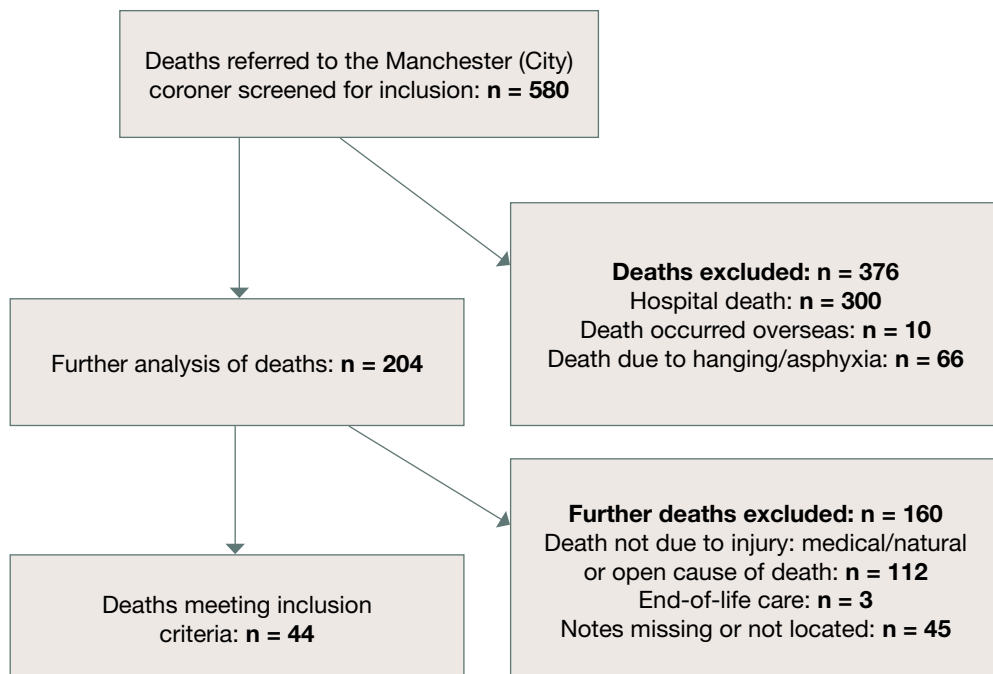 Deaths referred to the Manchester (City)
coroner screened for inclusion: n = 580
Deaths excluded: n = 376
Hospital death: n = 300
Death occurred overseas: n = 10
Death due to hanging/asphyxia: n = 66
Further analysis of deaths: n = 204
Further deaths excluded: n = 160
Death not due to injury: medical/natural
or open cause of death: n = 112
End-of-life care: n = 3
Notes missing or not located: n = 45
Deaths meeting inclusion
criteria: n = 44